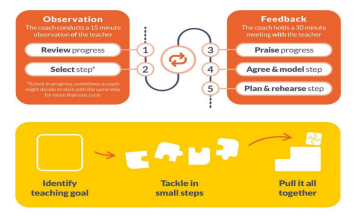 Observation
The coach conducts a 15 minute
observation of the teacher
Review progress
1
Select step*
2
*To lock in progress, sometimes a coach
might decide to stick with the same step
for more than one cycle
Feedback
The coach holds a 30 minute
meeting with the teacher
3
Praise progress
4
Agree & model step
5
Plan & rehearse step
Identify
teaching goal
Tackle in
small steps
Pull it all
together